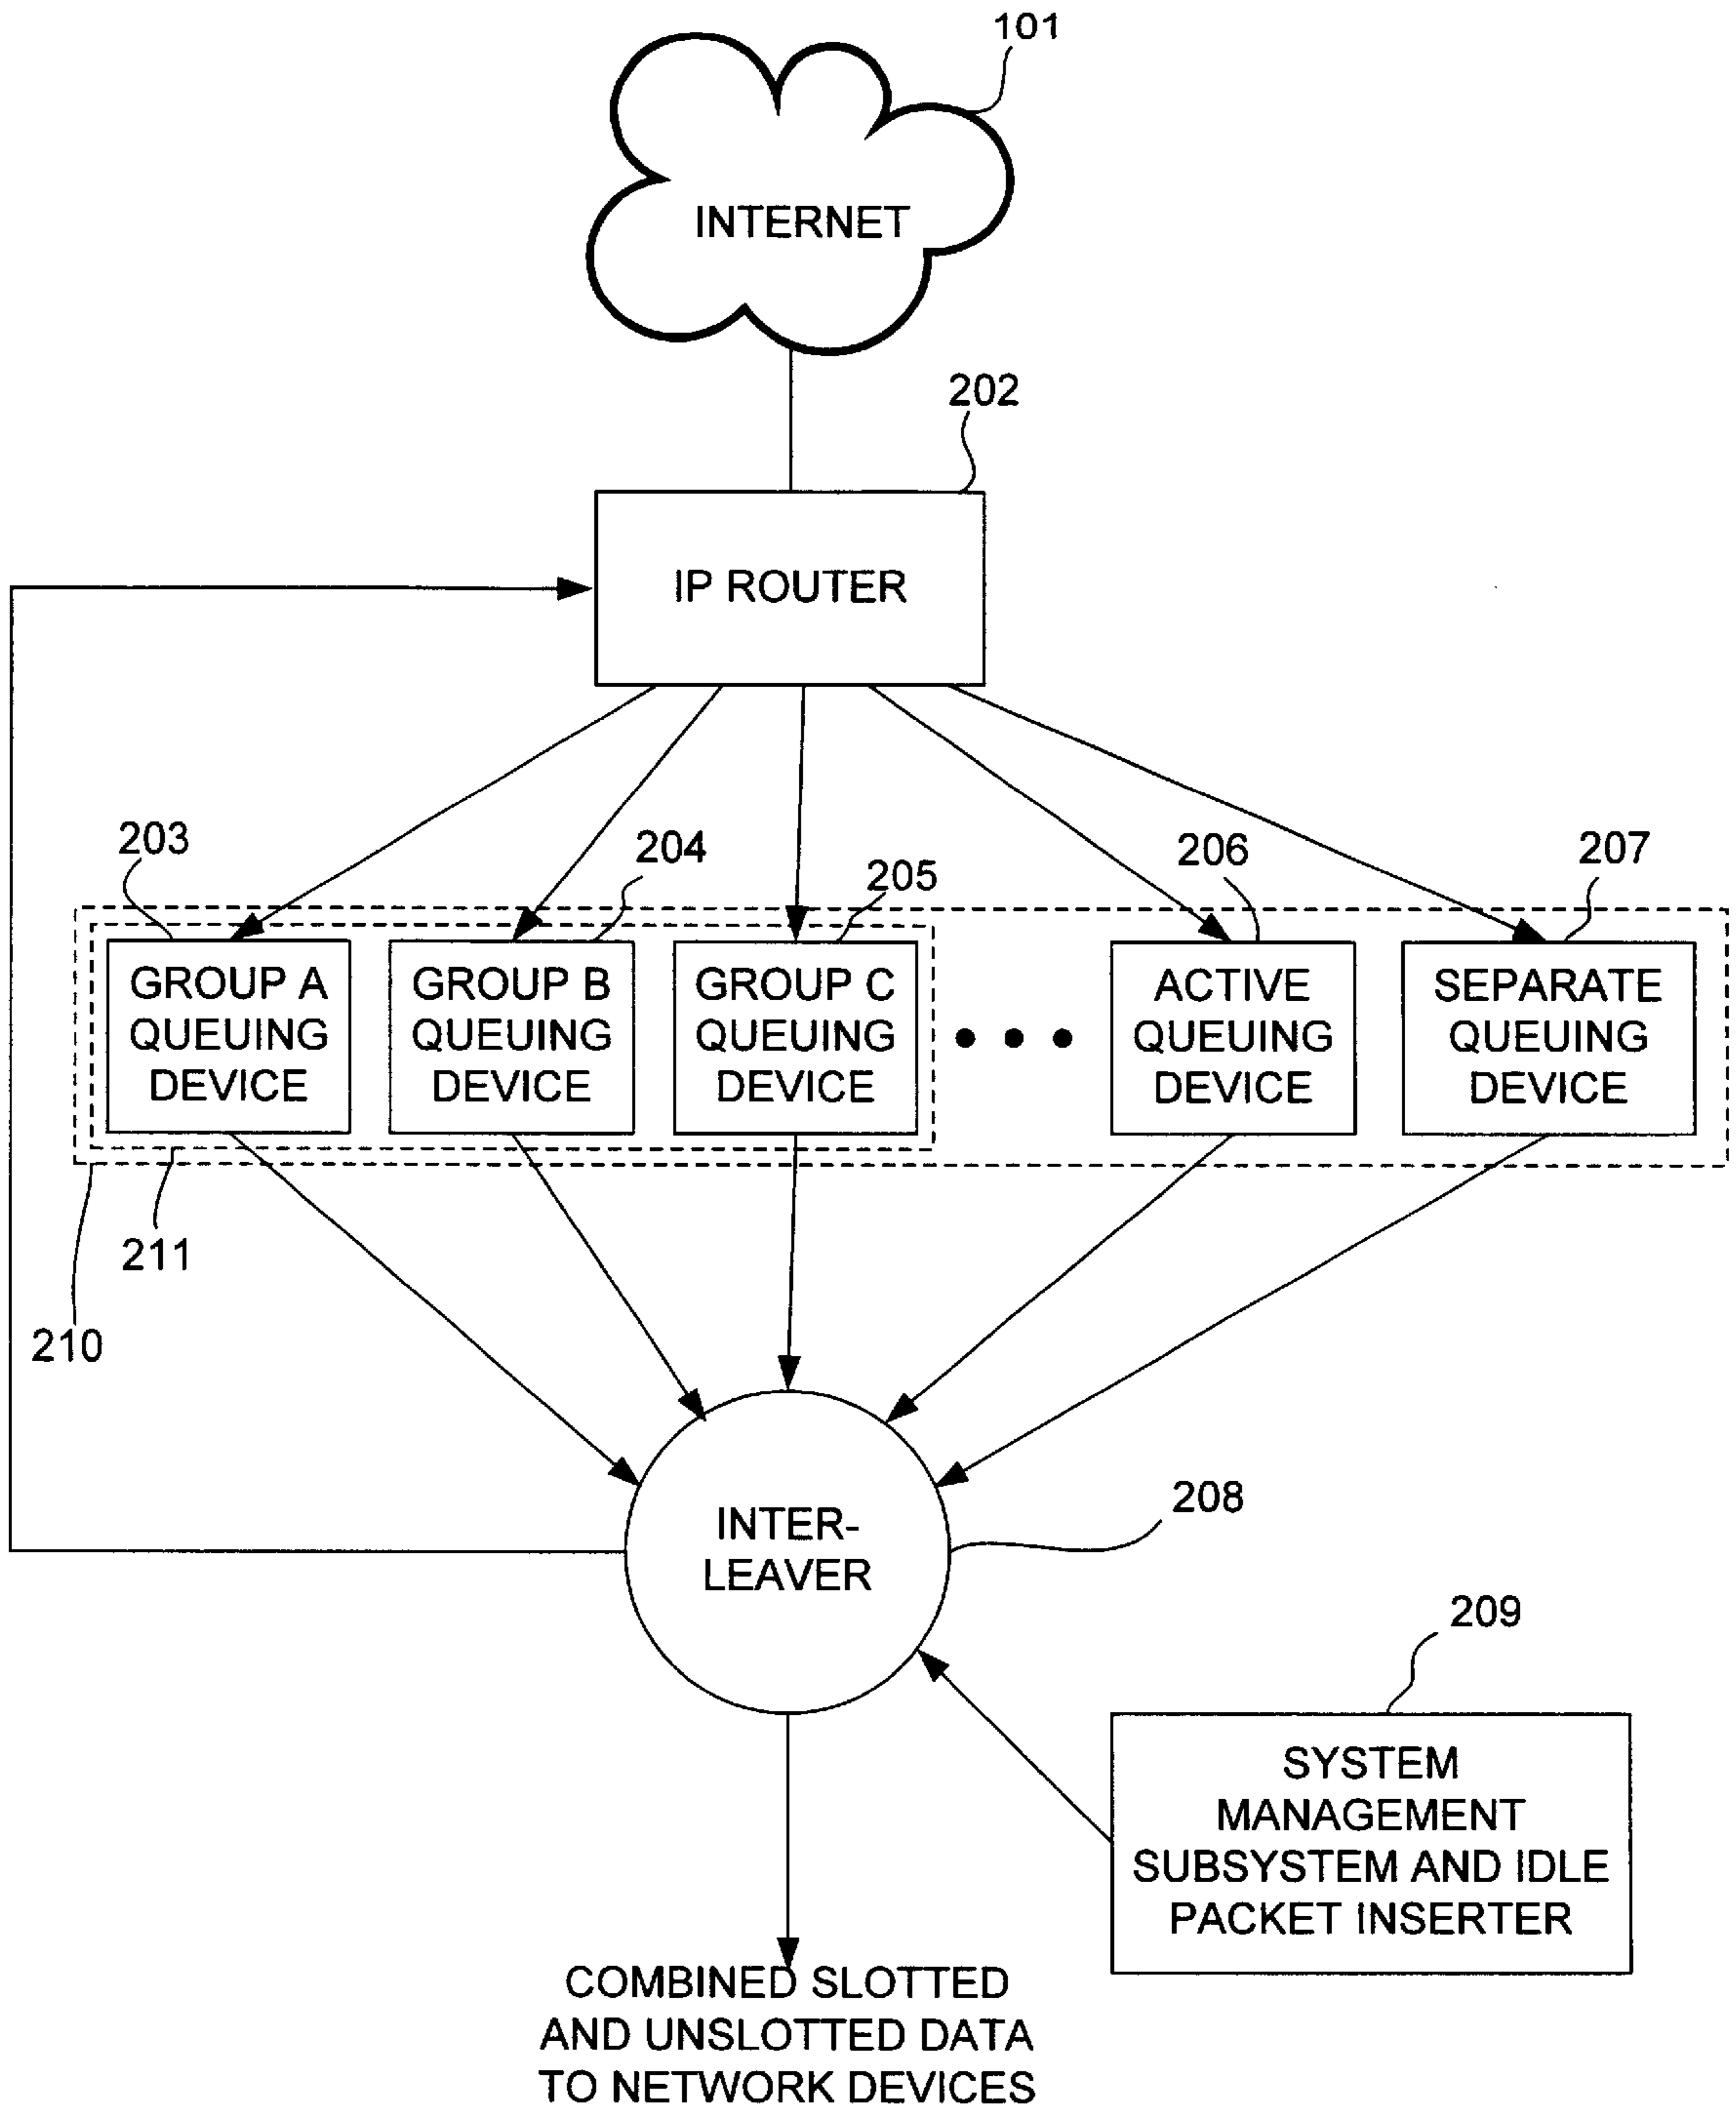 101
INTERNET
202
IP ROUTER
203
204
205
206
207
GROUP A
QUEUING
DEVICE
GROUP B
QUEUING
DEVICE
GROUP C
QUEUING
DEVICE
ACTIVE
QUEUING
DEVICE
SEPARATE
QUEUING
DEVICE
211
210
INTER-
LEAVER
208
209
SYSTEM
MANAGEMENT
SUBSYSTEM AND IDLE
PACKET INSERTER
COMBINED SLOTTED
AND UNSLOTTED DATA
TO NETWORK DEVICES